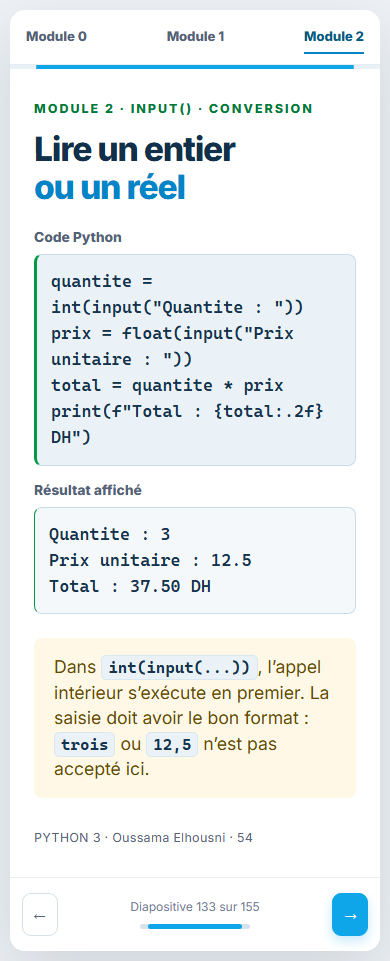 Module 0 Module 1 Module 2
MODULE 2 · INPUT() · CONVERSION
Lire un entier
ou un réel
Code Python
quantite =
int(input("Quantite : "))
prix = float(input("Prix
unitaire : "))
total = quantite * prix
print(f"Total : {total:.2f}
DH")
Résultat affiché
Quantite : 3
Prix unitaire : 12.5
Total : 37.50 DH
Dans int(input(...)), l’appel
intérieur s’exécute en premier. La
saisie doit avoir le bon format :
trois ou 12,5 n’est pas
accepté ici.
PYTHON 3 · Oussama Elhousni · 54
← Diapositive 133 sur 155 →